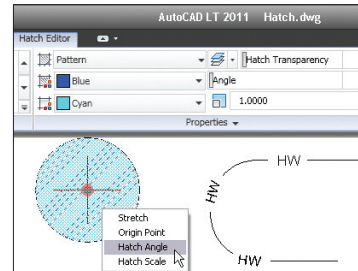 AutoCAD LT 2011 Hatch.dwg
Hatch Editor
Pattern Hatch Transparency
Blue Angle
Cyan 1.0000
Properties
HW
HW
HW
Stretch
Origin Point
Hatch Angle
Hatch Scale